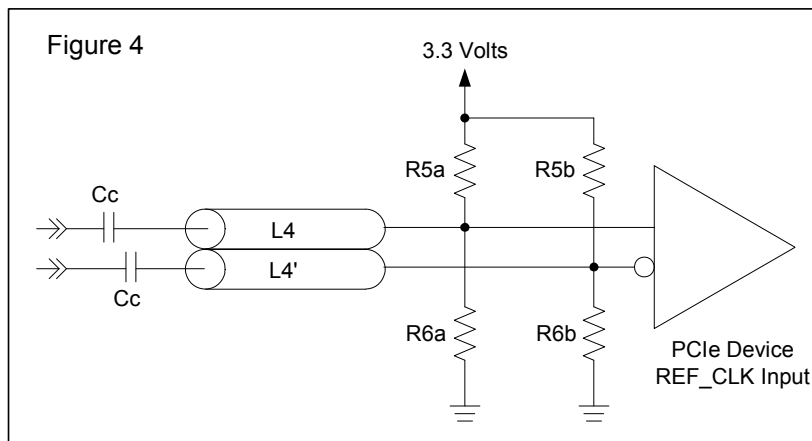 Figure 4
3.3 Volts
R5a
R5b
Cc
L4
L4'
Cc
R6a
R6b
PCIe Device
REF_CLK Input